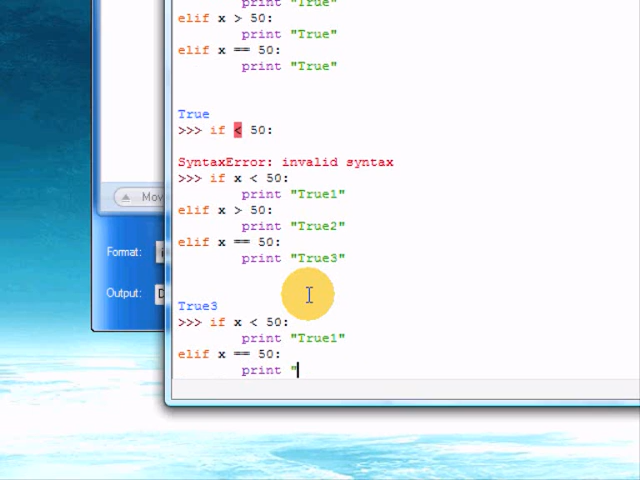 print "True"
elif x > 50:
print "True"
elif x == 50:
print "True"
True
>>> if < 50:
SyntaxError: invalid syntax
>>> if x < 50:
print "True1"
elif x > 50:
print "True2"
elif x == 50:
print "True3"
True3
>>> if x < 50:
print "True1"
elif x == 50:
print "
Mov
Format:
Output: